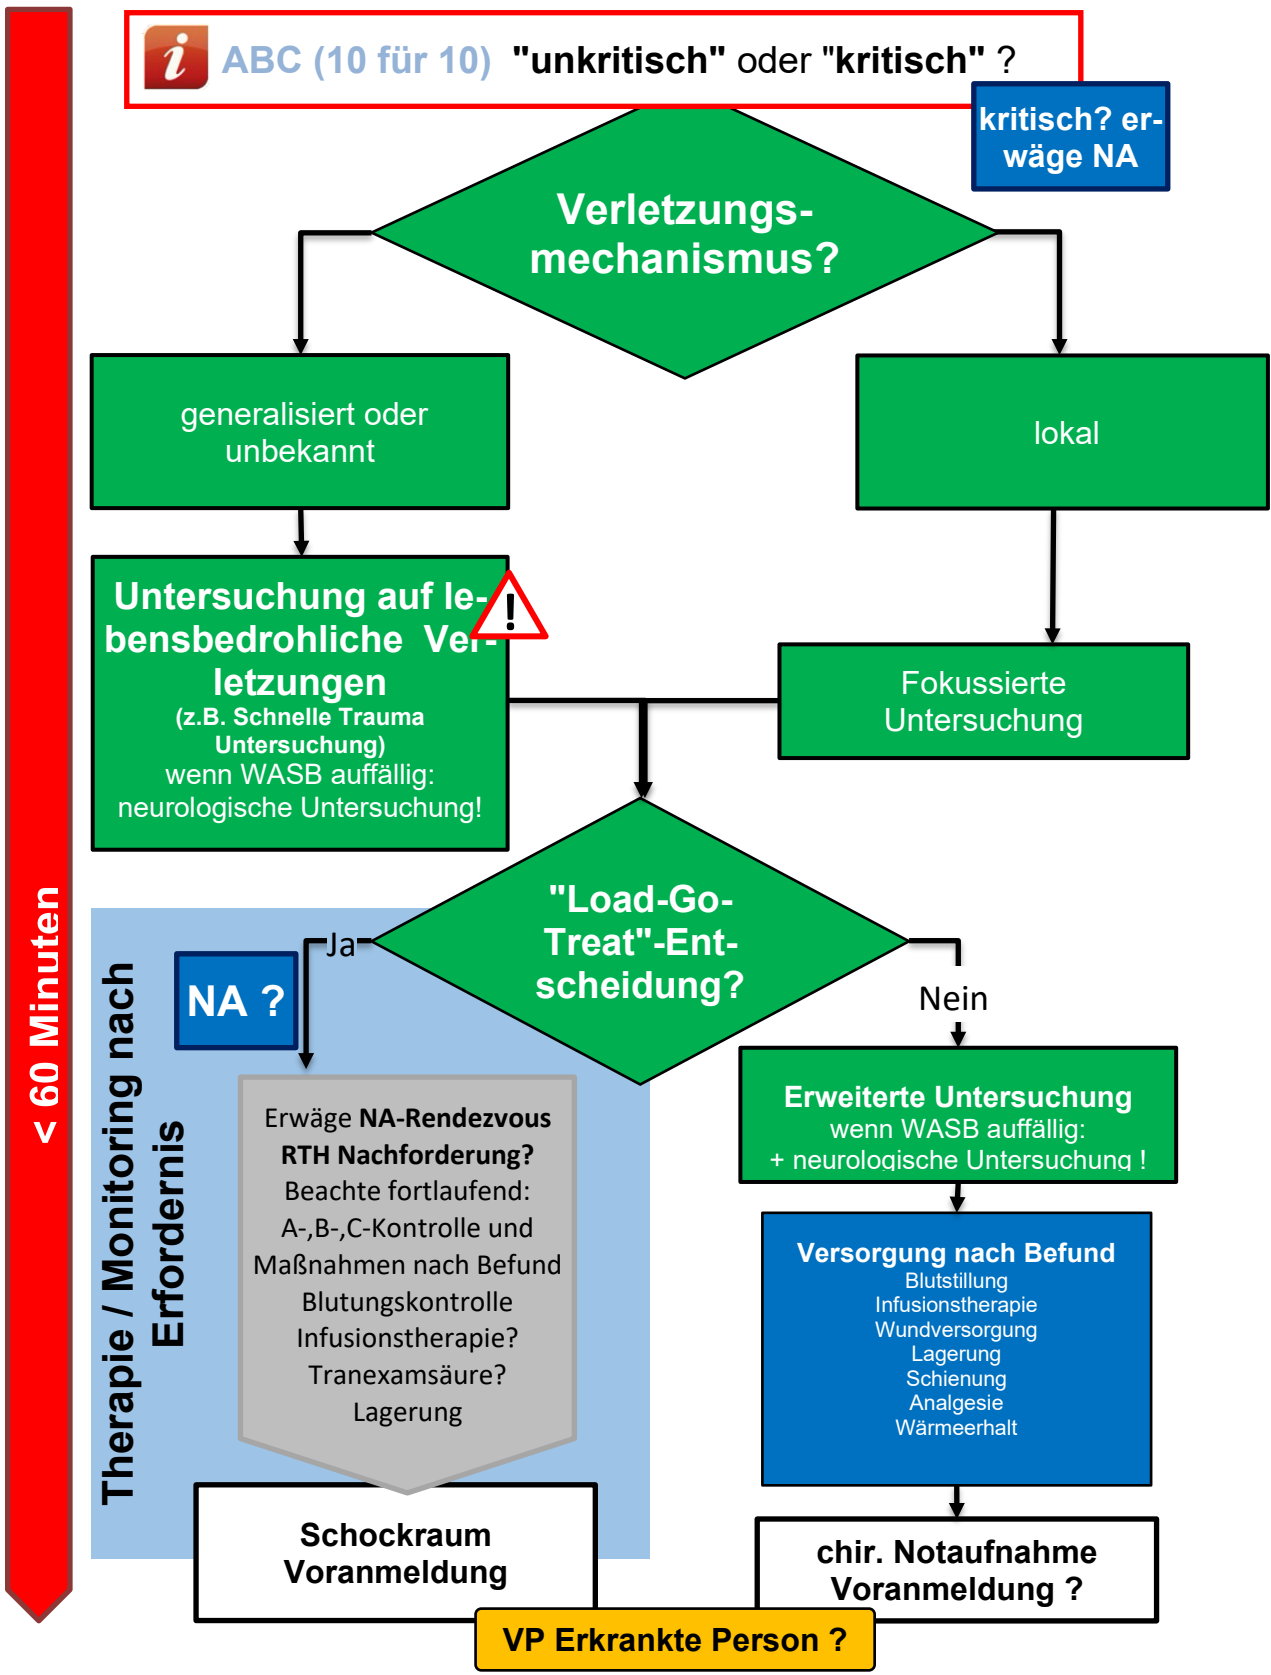 i
ABC (10 für 10) "unkritisch" oder "kritisch" ?
kritisch? er-
wäge NA
Verletzungs-
mechanismus?
generalisiert oder
unbekannt
lokal
Untersuchung auf le-
bensbedrohliche Ver-
letzungen
(z.B. Schnelle Trauma
Untersuchung)
wenn WASB auffällig:
neurologische Untersuchung!
!
Fokussierte
Untersuchung
< 60 Minuten
"Load-Go-
Treat"-Ent-
scheidung?
Ja
Nein
NA ?
Therapie / Monitoring nach
Erfordernis
Erwäge NA-Rendezvous
RTH Nachforderung?
Beachte fortlaufend:
A-,B-,C-Kontrolle und
Maßnahmen nach Befund
Blutungskontrolle
Infusionstherapie?
Tranexamsäure?
Lagerung
Erweiterte Untersuchung
wenn WASB auffällig:
+ neurologische Untersuchung !
Versorgung nach Befund
Blutstillung
Infusionstherapie
Wundversorgung
Lagerung
Schienung
Analgesie
Wärmeerhalt
Schockraum
Voranmeldung
chir. Notaufnahme
Voranmeldung ?
VP Erkrankte Person ?